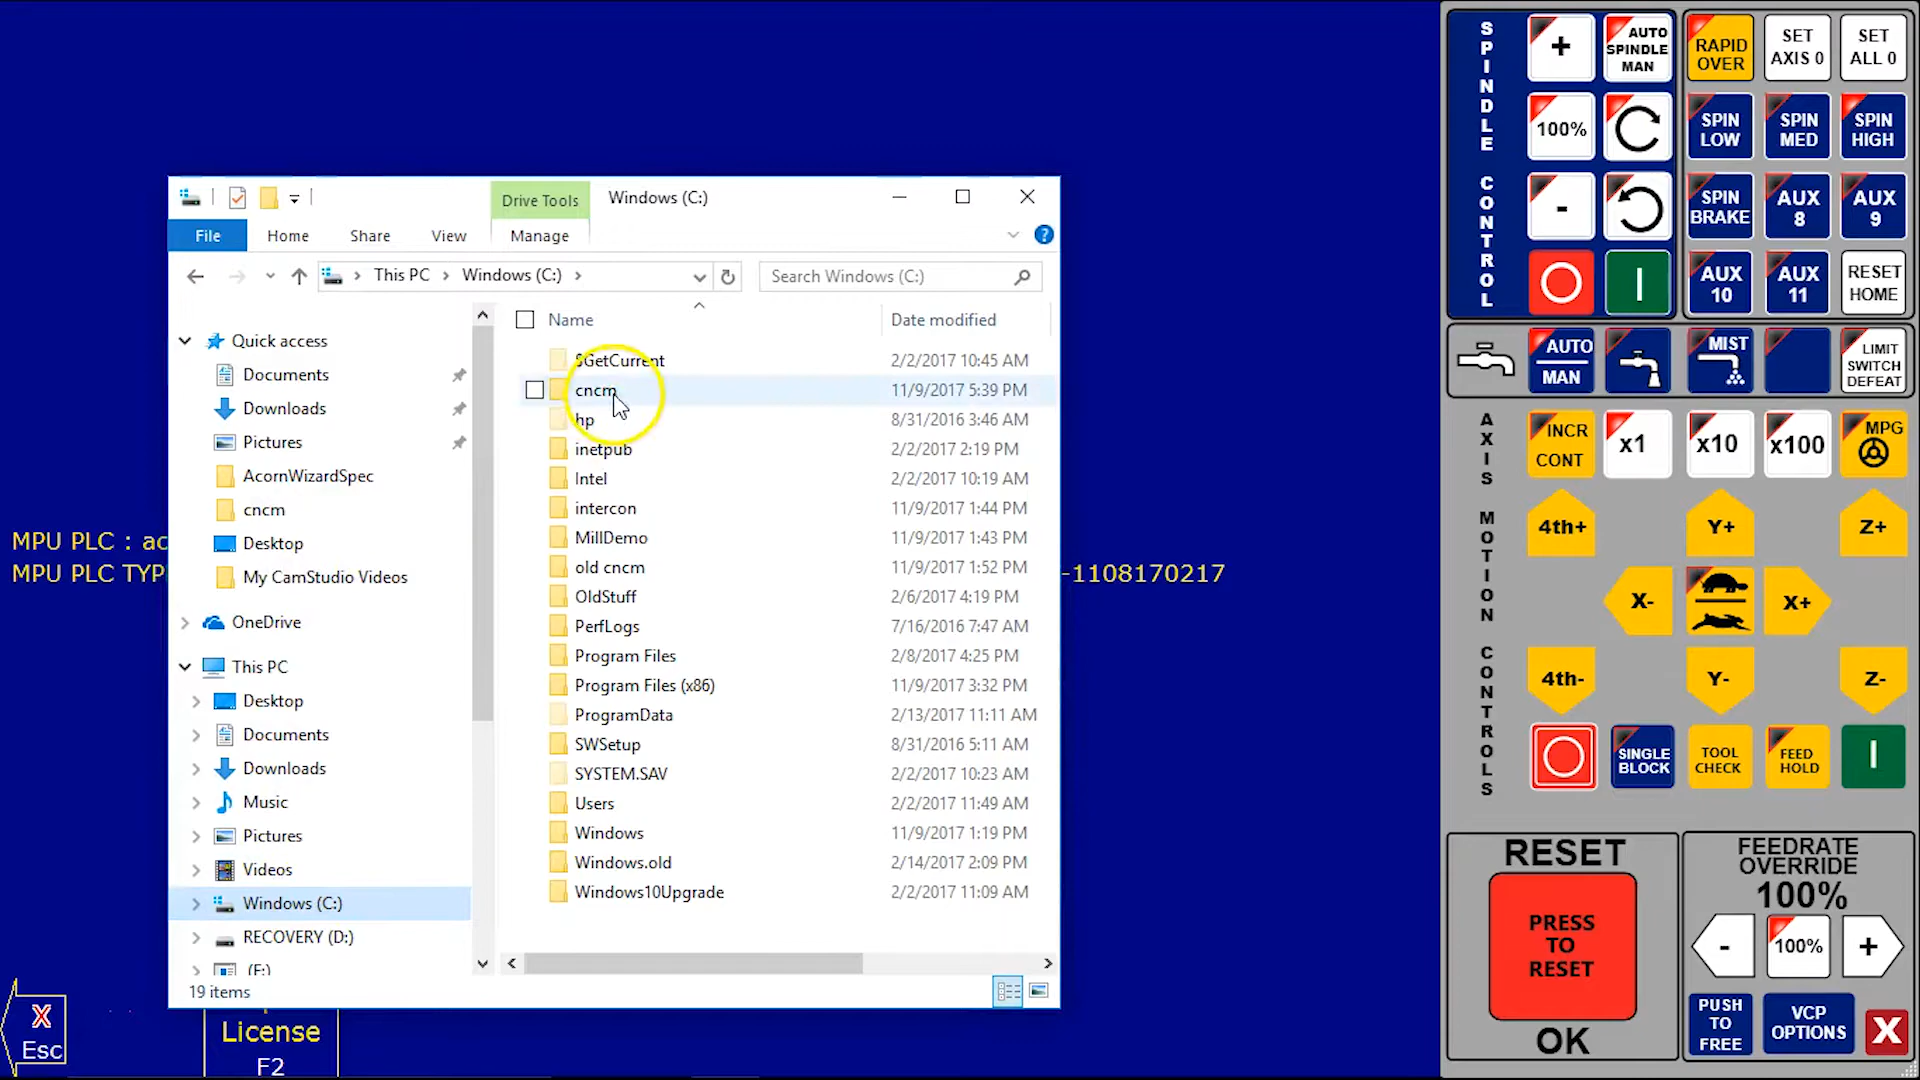 Drive Tools
Windows (C:)
File
Home
Share
View
Manage
?
This PC
Windows (C:)
Search Windows (C:)
Name
Date modified
Quick access
Documents
Downloads
Pictures
AcornWizardSpec
cncm
Desktop
My CamStudio Videos
OneDrive
This PC
Desktop
Documents
Downloads
Music
Pictures
Videos
Windows (C:)
RECOVERY (D:)
(F:)
$GetCurrent 2/2/2017 10:45 AM
cncm 11/9/2017 5:39 PM
hp 8/31/2016 3:46 AM
inetpub 2/2/2017 2:19 PM
Intel 2/2/2017 10:19 AM
intercon 11/9/2017 1:44 PM
MillDemo 11/9/2017 1:43 PM
old cncm 11/9/2017 1:52 PM
OldStuff 2/6/2017 4:19 PM
PerfLogs 7/16/2016 7:47 AM
Program Files 2/8/2017 4:25 PM
Program Files (x86) 11/9/2017 3:32 PM
ProgramData 2/13/2017 11:11 AM
SWSetup 8/31/2016 5:11 AM
SYSTEM.SAV 2/2/2017 10:23 AM
Users 2/2/2017 11:49 AM
Windows 11/9/2017 1:19 PM
Windows.old 2/14/2017 2:09 PM
Windows10Upgrade 2/2/2017 11:09 AM
19 items
MPU PLC : ac
MPU PLC TYP
-1108170217
X
Esc
License
F2
SPINDLE CONTROL
+
AUTO
SPINDLE
MAN
100%
-
RAPID
OVER
SET
AXIS 0
SET
ALL 0
SPIN
LOW
SPIN
MED
SPIN
HIGH
SPIN
BRAKE
AUX
8
AUX
9
AUX
10
AUX
11
RESET
HOME
AUTO
MAN
MIST
LIMIT
SWITCH
DEFEAT
AXIS MOTION CONTROLS
INCR
CONT
x1
x10
x100
MPG
4th+
Y+
Z+
X-
X+
4th-
Y-
Z-
SINGLE
BLOCK
TOOL
CHECK
FEED
HOLD
RESET
PRESS
TO
RESET
OK
FEEDRATE
OVERRIDE
100%
-
100%
+
PUSH
TO
FREE
VCP
OPTIONS
X